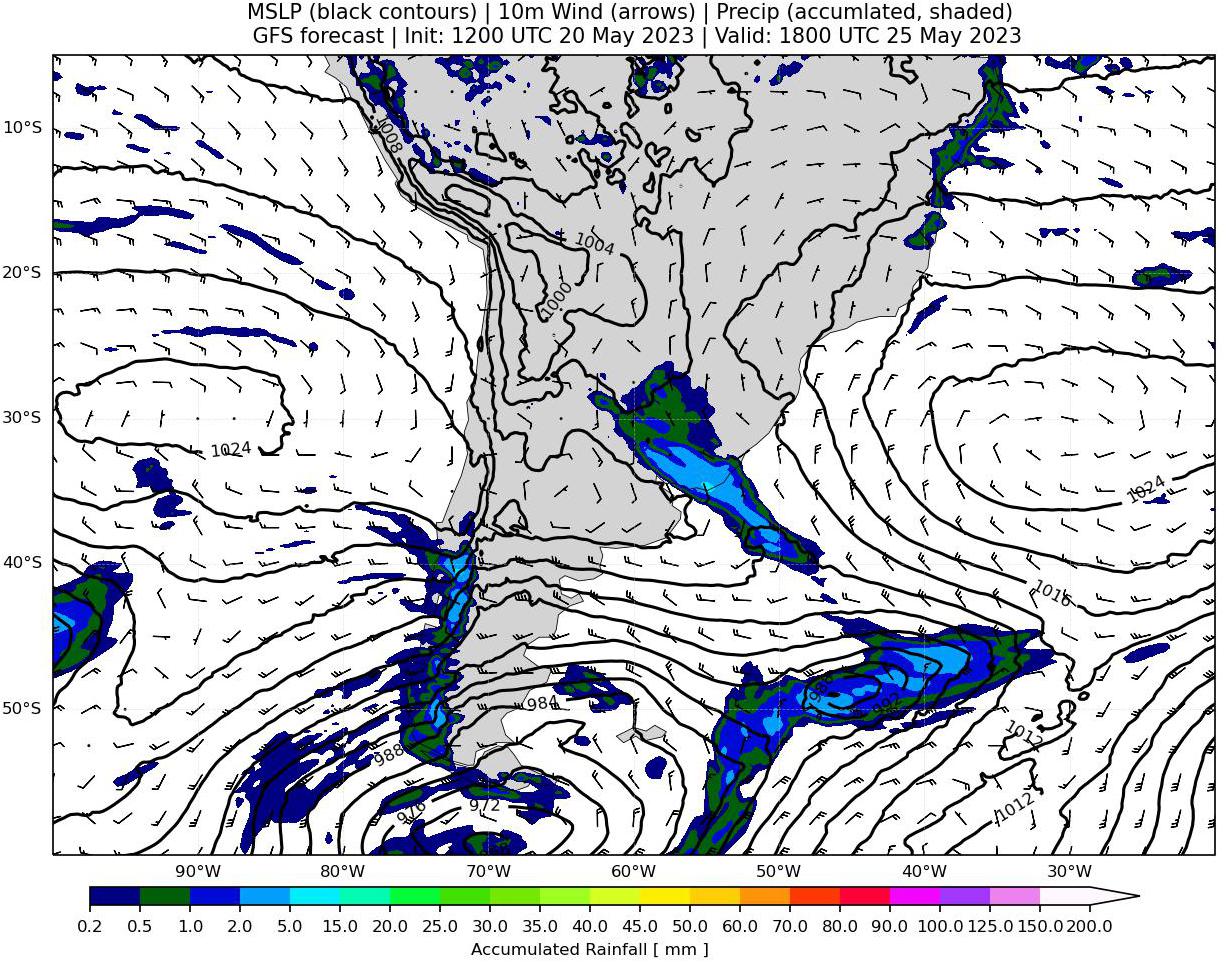 MSLP (black contours) | 10m Wind (arrows) | Precip (accumlated, shaded)
GFS forecast | Init: 1200 UTC 20 May 2023 | Valid: 1800 UTC 25 May 2023
1008
10°S
1004
20°S
1000
30°S
1024
1024
40°S
1016
984
992
50°S
1012
988
976
972
1012
90°W 80°W 70°W 60°W 50°W 40°W 30°W
0.2 0.5 1.0 2.0 5.0 10.0 15.0 20.0 25.0 30.0 35.0 40.0 45.0 50.0 60.0 70.0 80.0 90.0 100.0 125.0 150.0 200.0
Accumulated Rainfall [ mm ]